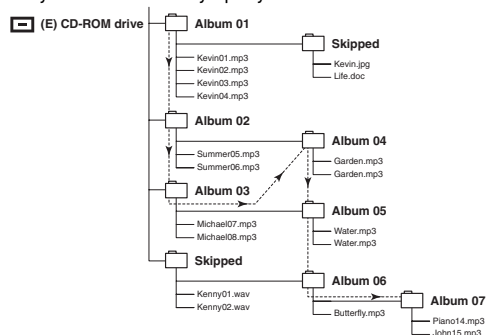 (E) CD-ROM drive
Album 01
Skipped
Kevin01.mp3
Kevin02.mp3
Kevin03.mp3
Kevin04.mp3
Kevin.jpg
Life.doc
Album 02
Summer05.mp3
Summer06.mp3
Album 04
Garden.mp3
Garden.mp3
Album 03
Michael07.mp3
Michael08.mp3
Album 05
Water.mp3
Water.mp3
Skipped
Kenny01.wav
Kenny02.wav
Album 06
Butterfly.mp3
Album 07
Piano14.mp3
John15.mp3